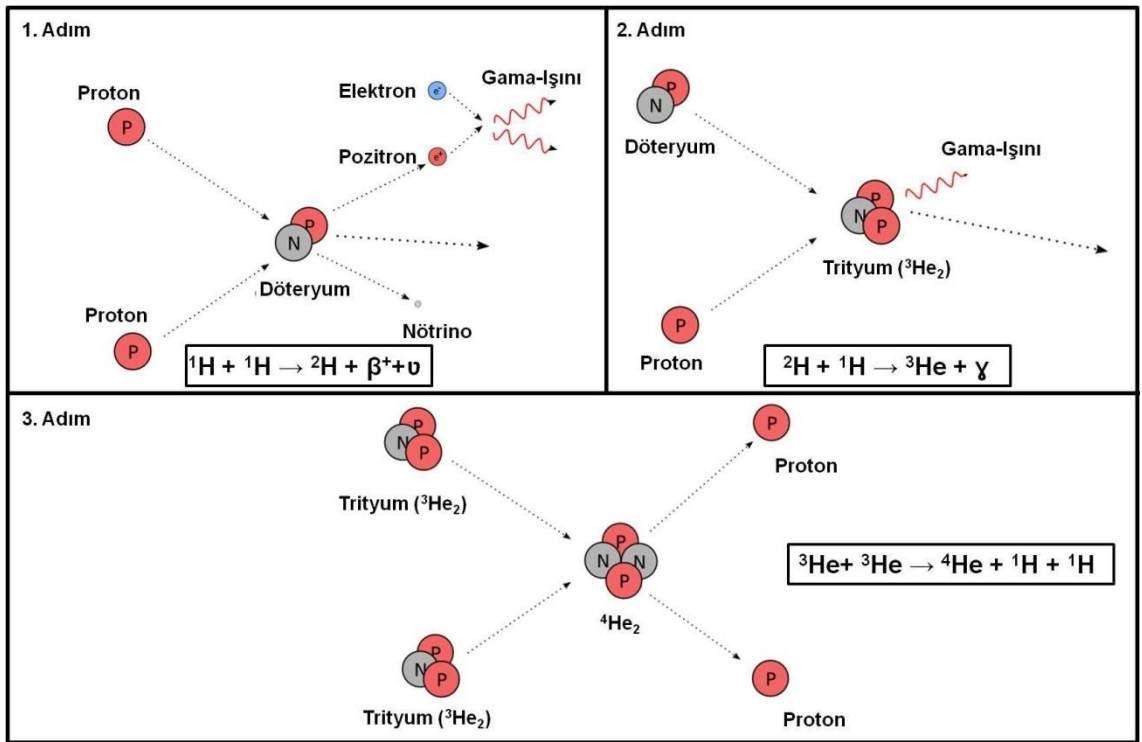 1. Adım
Proton
P
Elektron
e⁻
Gama-Işını
Pozitron
e⁺
P
N
Döteryum
Proton
P
Nötrino
¹H + ¹H → ²H + β⁺+υ
2. Adım
P
N
Döteryum
Gama-Işını
P
N
P
Trityum (³He₂)
P
Proton
²H + ¹H → ³He + ɣ
3. Adım
P
N
P
Trityum (³He₂)
P
Proton
P
N
N
P
⁴He₂
³He+ ³He → ⁴He + ¹H + ¹H
P
N
P
Trityum (³He₂)
P
Proton